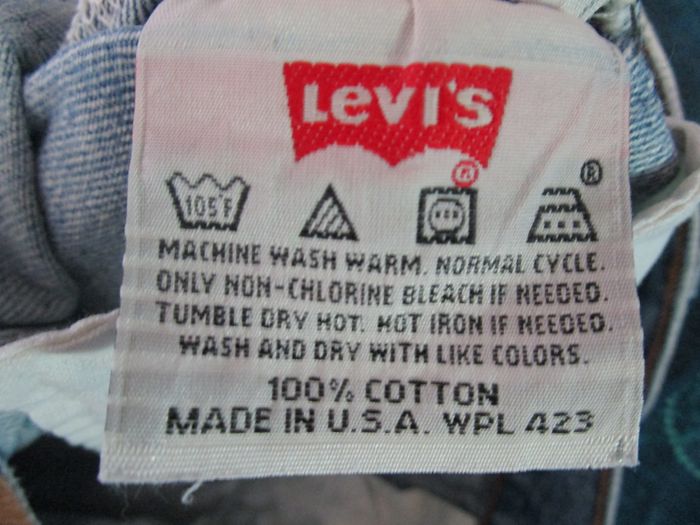 Levi's
®
®
105°F
MACHINE WASH WARM. NORMAL CYCLE.
ONLY NON-CHLORINE BLEACH IF NEEDED.
TUMBLE DRY HOT. HOT IRON IF NEEDED.
WASH AND DRY WITH LIKE COLORS.
100% COTTON
MADE IN U.S.A. WPL 423